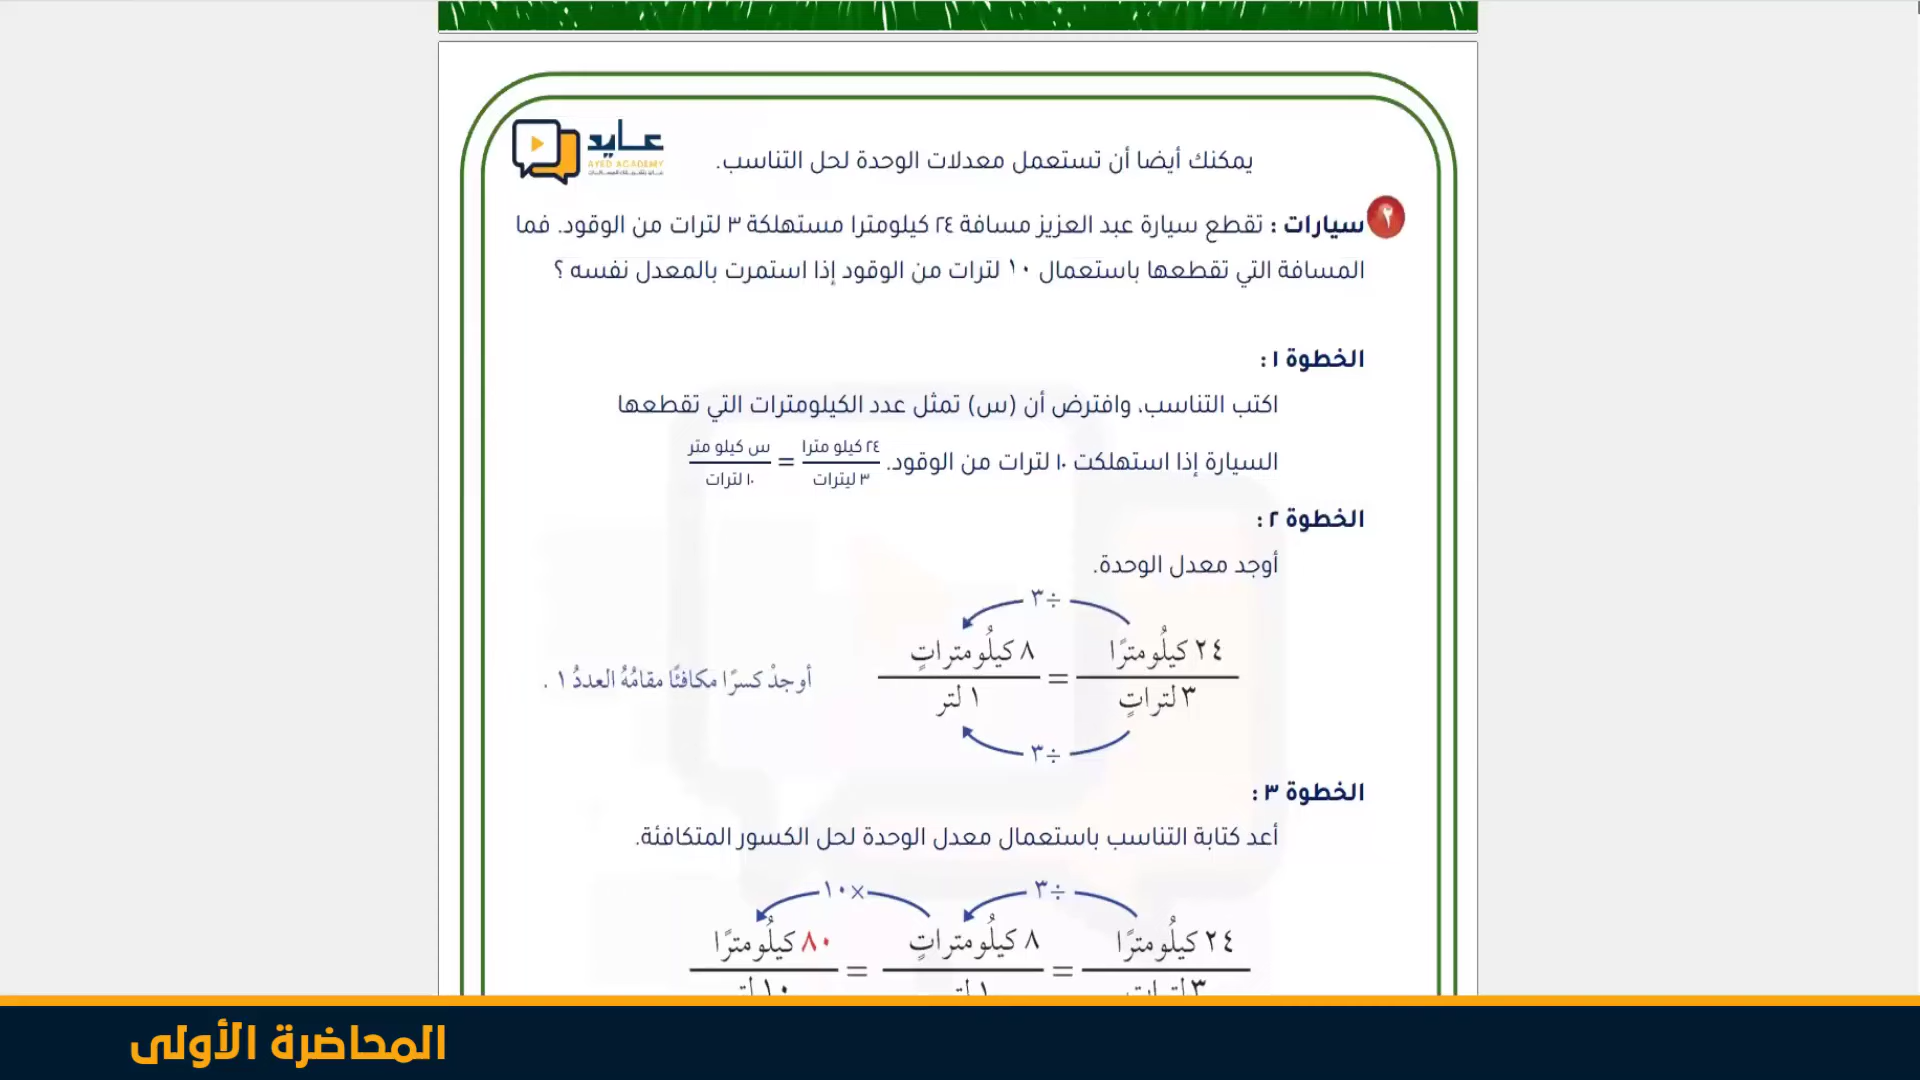 عايد
AYED ACADEMY
يمكنك أيضا أن تستعمل معدلات الوحدة لحل التناسب.
٢ سيارات : تقطع سيارة عبد العزيز مسافة ٢٤ كيلومترا مستهلكة ٣ لترات من الوقود. فما
المسافة التي تقطعها باستعمال ١٠ لترات من الوقود إذا استمرت بالمعدل نفسه ؟
الخطوة ١ :
اكتب التناسب، وافترض أن (س) تمثل عدد الكيلومترات التي تقطعها
السيارة إذا استهلكت ١٠ لترات من الوقود. ٢٤ كيلو مترا / ٣ ليترات = س كيلو متر / ١٠ لترات
الخطوة ٢ :
أوجد معدل الوحدة.
÷٣
٢٤ كيلُومترًا / ٣ لتراتٍ = ٨ كيلُومتراتٍ / ١ لتر
أوجدْ كسرًا مكافئًا مقامُهُ العددُ ١ .
÷٣
الخطوة ٣ :
أعد كتابة التناسب باستعمال معدل الوحدة لحل الكسور المتكافئة.
÷٣ ×١٠
٢٤ كيلُومترًا = ٨ كيلُومتراتٍ = ٨٠ كيلُومترًا
المحاضرة الأولى